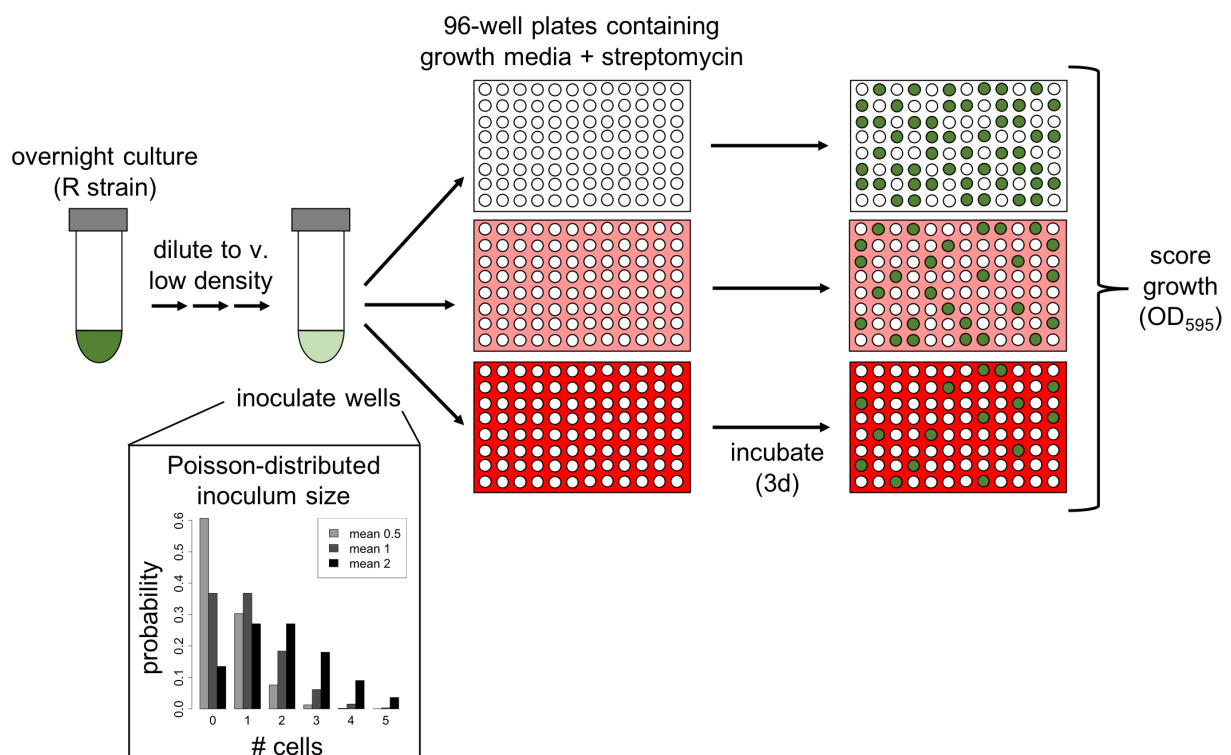 96-well plates containing
growth media + streptomycin
overnight culture
(R strain)
dilute to v.
low density
inoculate wells
incubate
(3d)
score
growth
(OD₅₉₅)
Poisson-distributed
inoculum size
mean 0.5
mean 1
mean 2
probability
0.6
0.5
0.4
0.3
0.2
0.1
0.0
0 1 2 3 4 5
# cells